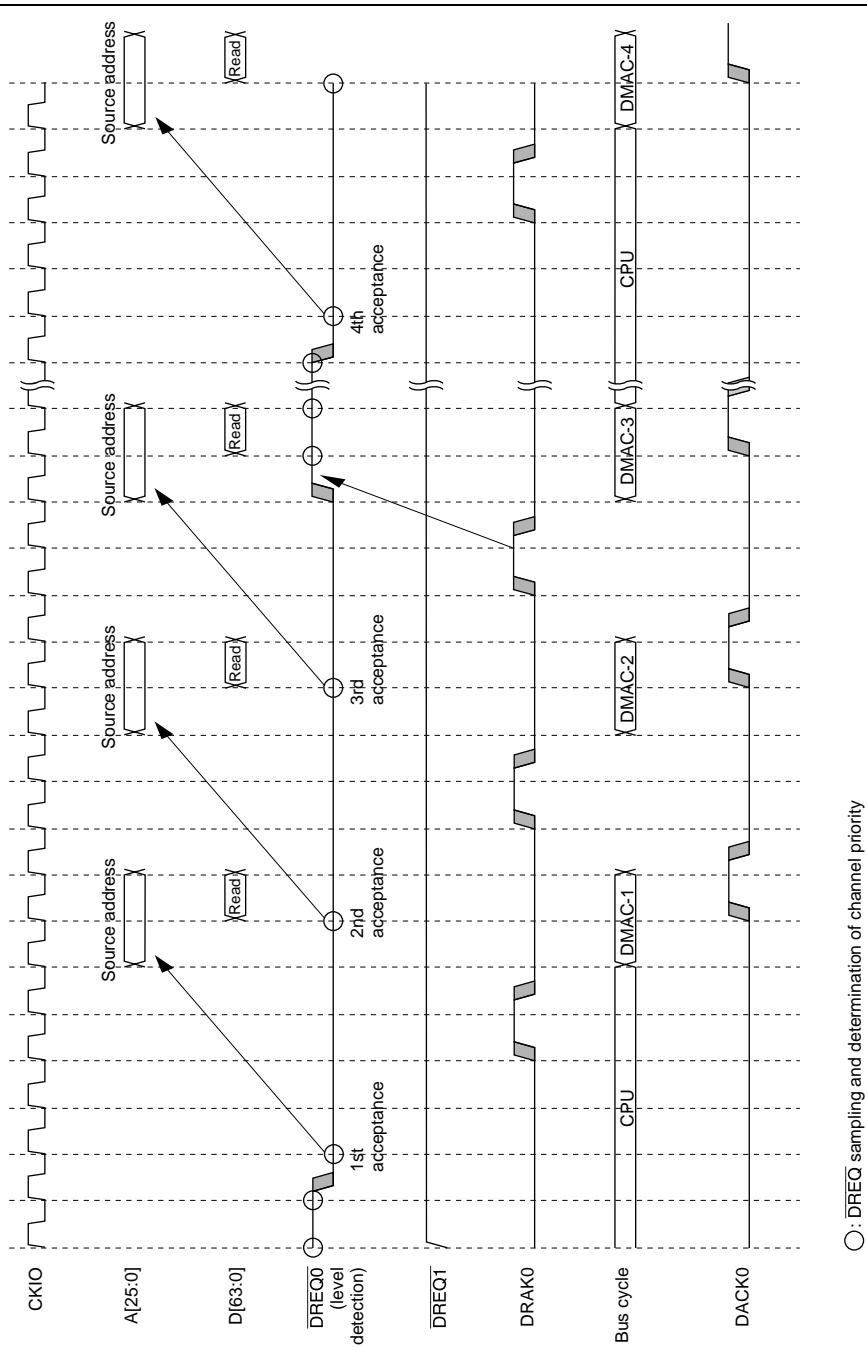 CKIO
A[25:0]
Source address
Source address
Source address
Source address
D[63:0]
Read
Read
Read
Read
DREQ0
(level
detection)
1st
acceptance
2nd
acceptance
3rd
acceptance
4th
acceptance
DREQ1
DRAK0
Bus cycle
CPU
DMAC-1
DMAC-2
DMAC-3
CPU
DMAC-4
DACK0
: DREQ sampling and determination of channel priority